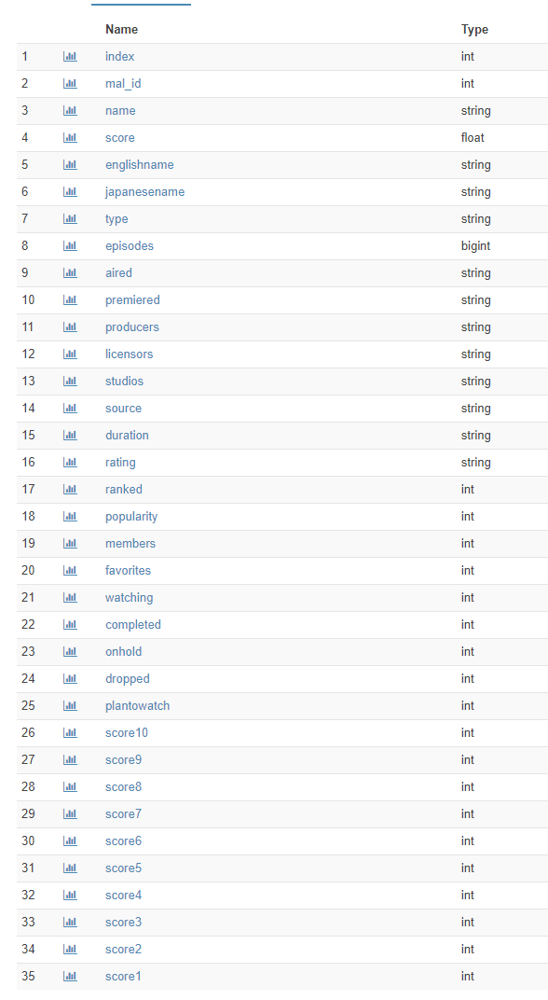 Name Type
1 index int
2 mal_id int
3 name string
4 score float
5 englishname string
6 japanesename string
7 type string
8 episodes bigint
9 aired string
10 premiered string
11 producers string
12 licensors string
13 studios string
14 source string
15 duration string
16 rating string
17 ranked int
18 popularity int
19 members int
20 favorites int
21 watching int
22 completed int
23 onhold int
24 dropped int
25 plantowatch int
26 score10 int
27 score9 int
28 score8 int
29 score7 int
30 score6 int
31 score5 int
32 score4 int
33 score3 int
34 score2 int
35 score1 int